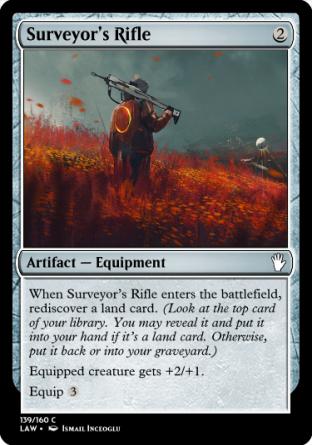 Surveyor's Rifle 2
Artifact — Equipment
When Surveyor's Rifle enters the battlefield,
rediscover a land card. (Look at the top card
of your library. You may reveal it and put it
into your hand if it's a land card. Otherwise,
put it back or into your graveyard.)
Equipped creature gets +2/+1.
Equip 3
139/160 C
LAW • Ismail Inceoglu